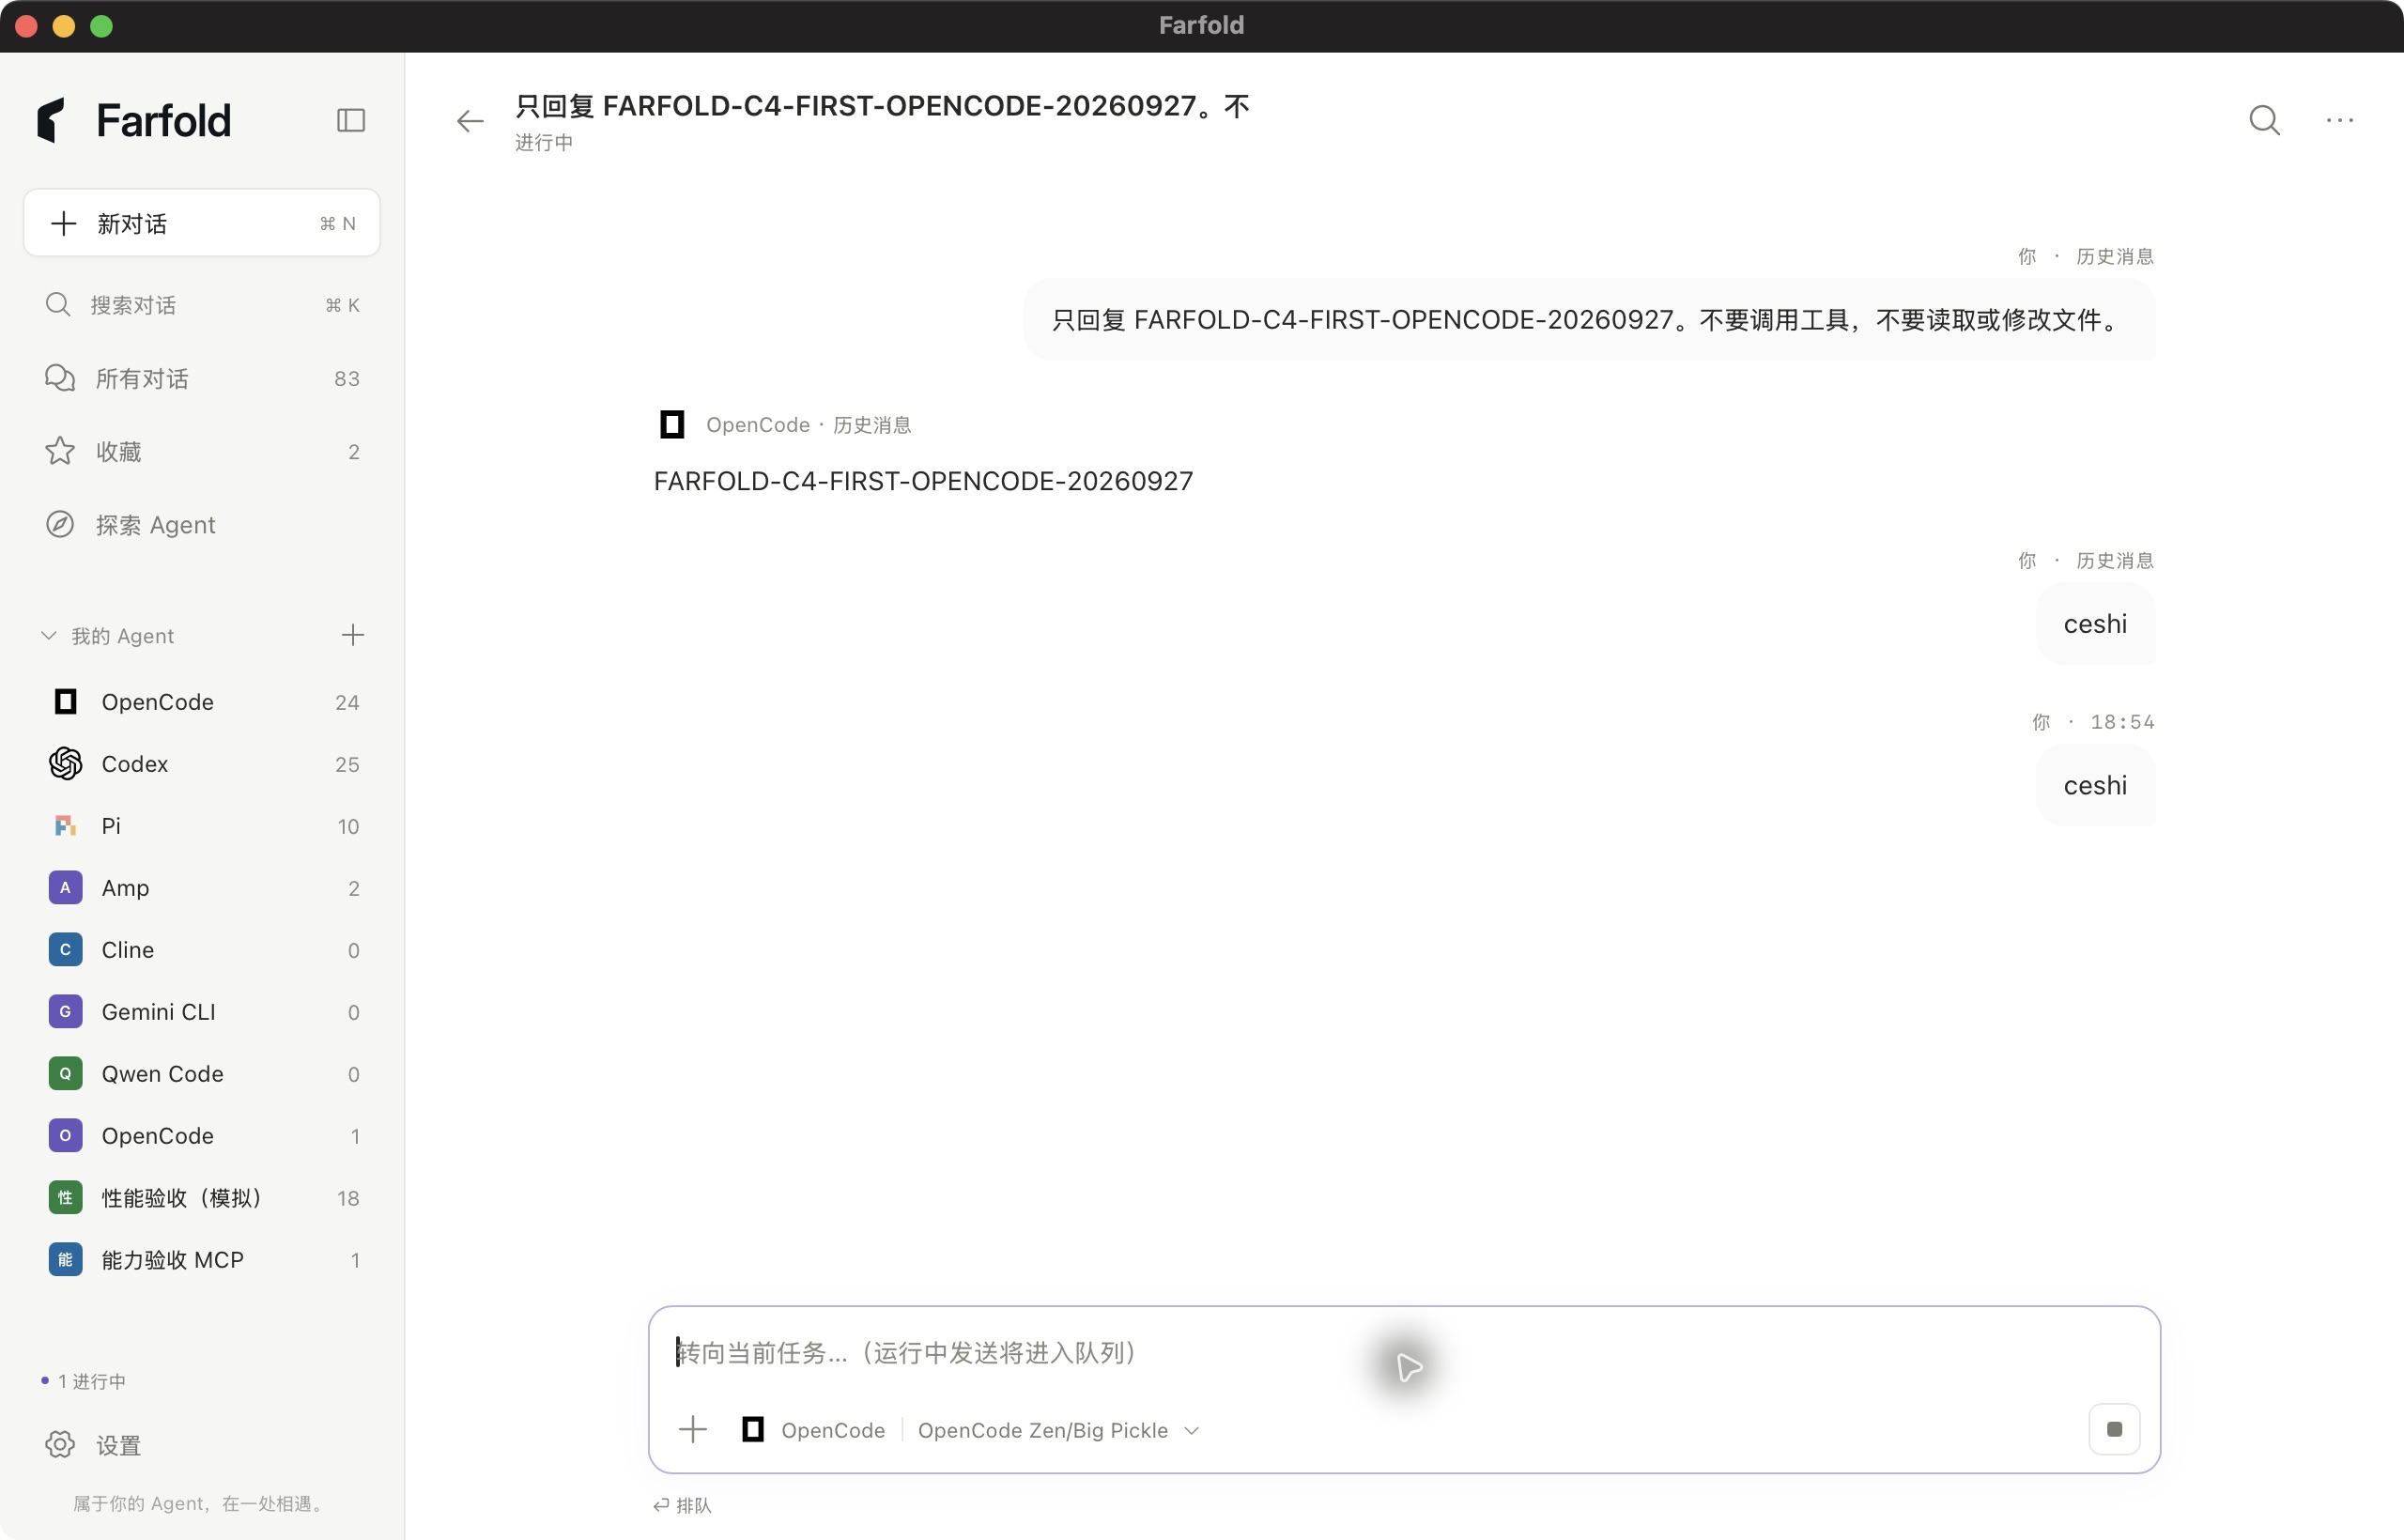 Farfold
Farfold
新对话 ⌘ N
搜索对话 ⌘ K
所有对话 83
收藏 2
探索 Agent
我的 Agent
OpenCode 24
Codex 25
Pi 10
A Amp 2
C Cline 0
G Gemini CLI 0
Q Qwen Code 0
O OpenCode 1
性 性能验收（模拟） 18
能 能力验收 MCP 1
1 进行中
设置
属于你的 Agent，在一处相遇。
只回复 FARFOLD-C4-FIRST-OPENCODE-20260927。不
进行中
你 · 历史消息
只回复 FARFOLD-C4-FIRST-OPENCODE-20260927。不要调用工具，不要读取或修改文件。
OpenCode · 历史消息
FARFOLD-C4-FIRST-OPENCODE-20260927
你 · 历史消息
ceshi
你 · 18:54
ceshi
转向当前任务...（运行中发送将进入队列）
OpenCode OpenCode Zen/Big Pickle
排队